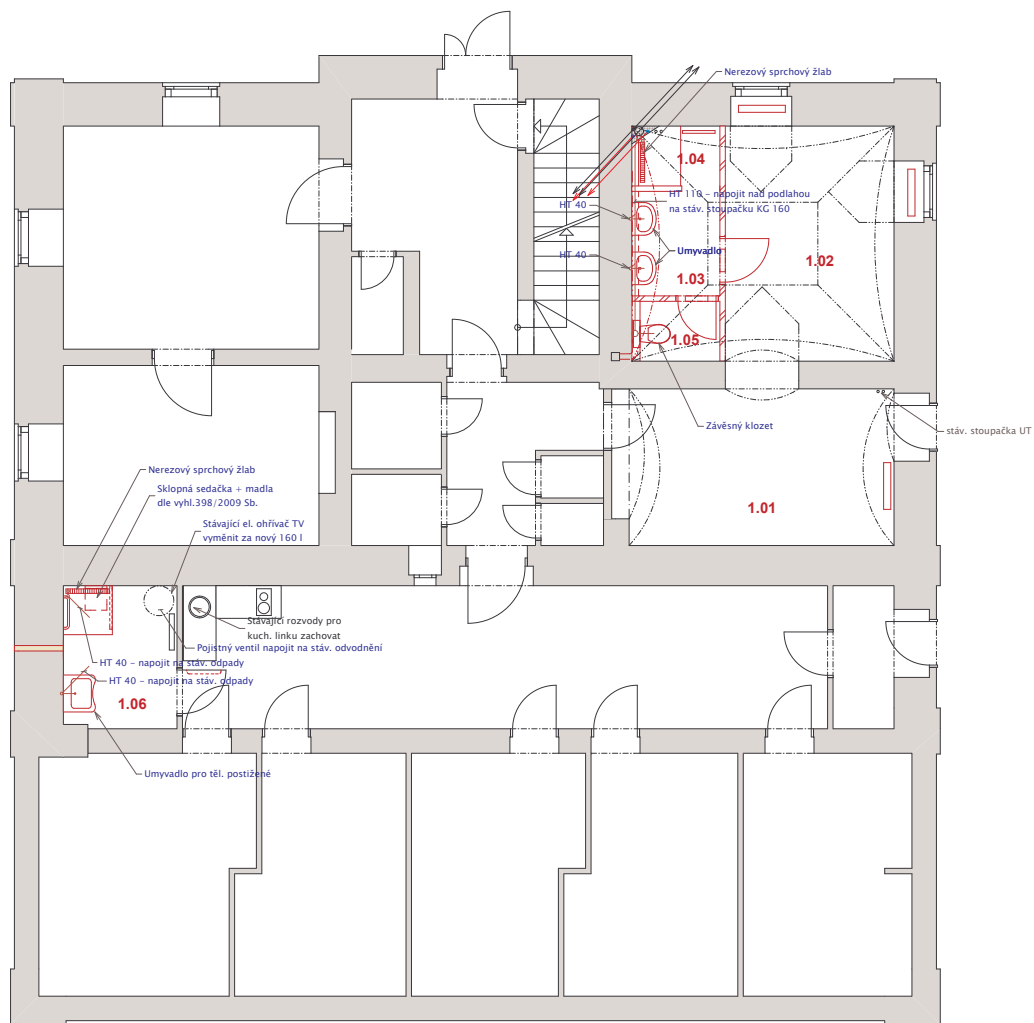 Nerezový sprchový žlab
1.04
HT 110 – napojit nad podlahou
na stáv. stoupačku KG 160
HT 40
Umyvadlo
HT 40
1.02
1.03
1.05
Závěsný klozet
stáv. stoupačka UT
1.01
Nerezový sprchový žlab
Sklopná sedačka + madla
dle vyhl.398/2009 Sb.
Stávající el. ohřívač TV
vyměnit za nový 160 l
Stávající rozvody pro
kuch. linku zachovat
Pojistný ventil napojit na stáv. odvodnění
HT 40 – napojit na stáv. odpady
HT 40 – napojit na stáv. odpady
1.06
Umyvadlo pro těl. postižené